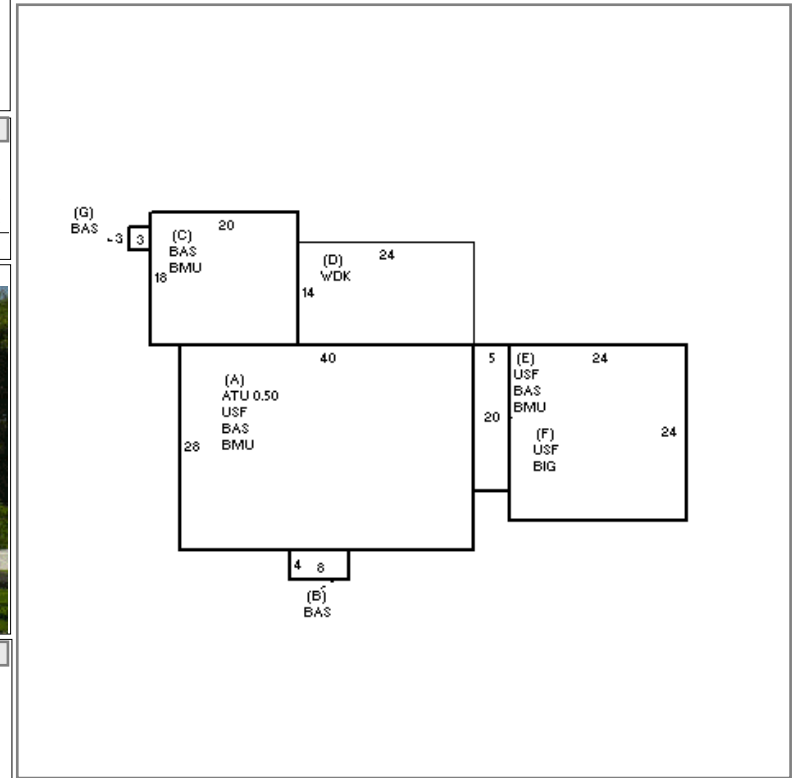 (G)
BAS
3
3
20
(C)
BAS
BMU
18
24
(D)
WDK
14
40
(A)
ATU 0.50
USF
BAS
BMU
28
5
20
(E)
USF
BAS
BMU
24
(F)
USF
BIG
24
4
8
(B)
BAS